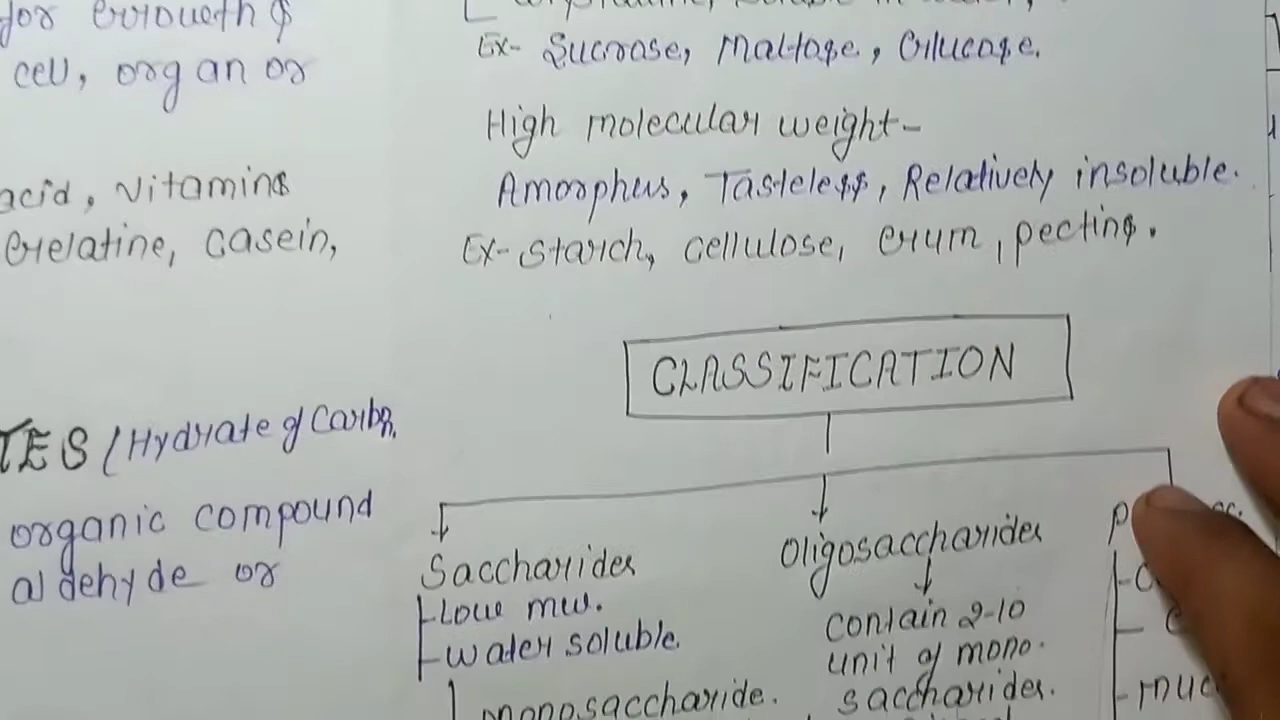 for Growth &
cell, organ or
acid, vitamins
Gelatine, casein,
TES (Hydrate of Carbn.
organic compound
aldehyde or
Ex- Sucrose, Maltose, Glucose.
High molecular weight-
Amorphus, Tasteless, Relatively insoluble.
Ex- Starch, cellulose, Gum, pectins.
CLASSIFICATION
Saccharides
Low mw.
water soluble.
monosaccharide.
Oligosaccharides
contain 2-10
unit of mono.
saccharides.